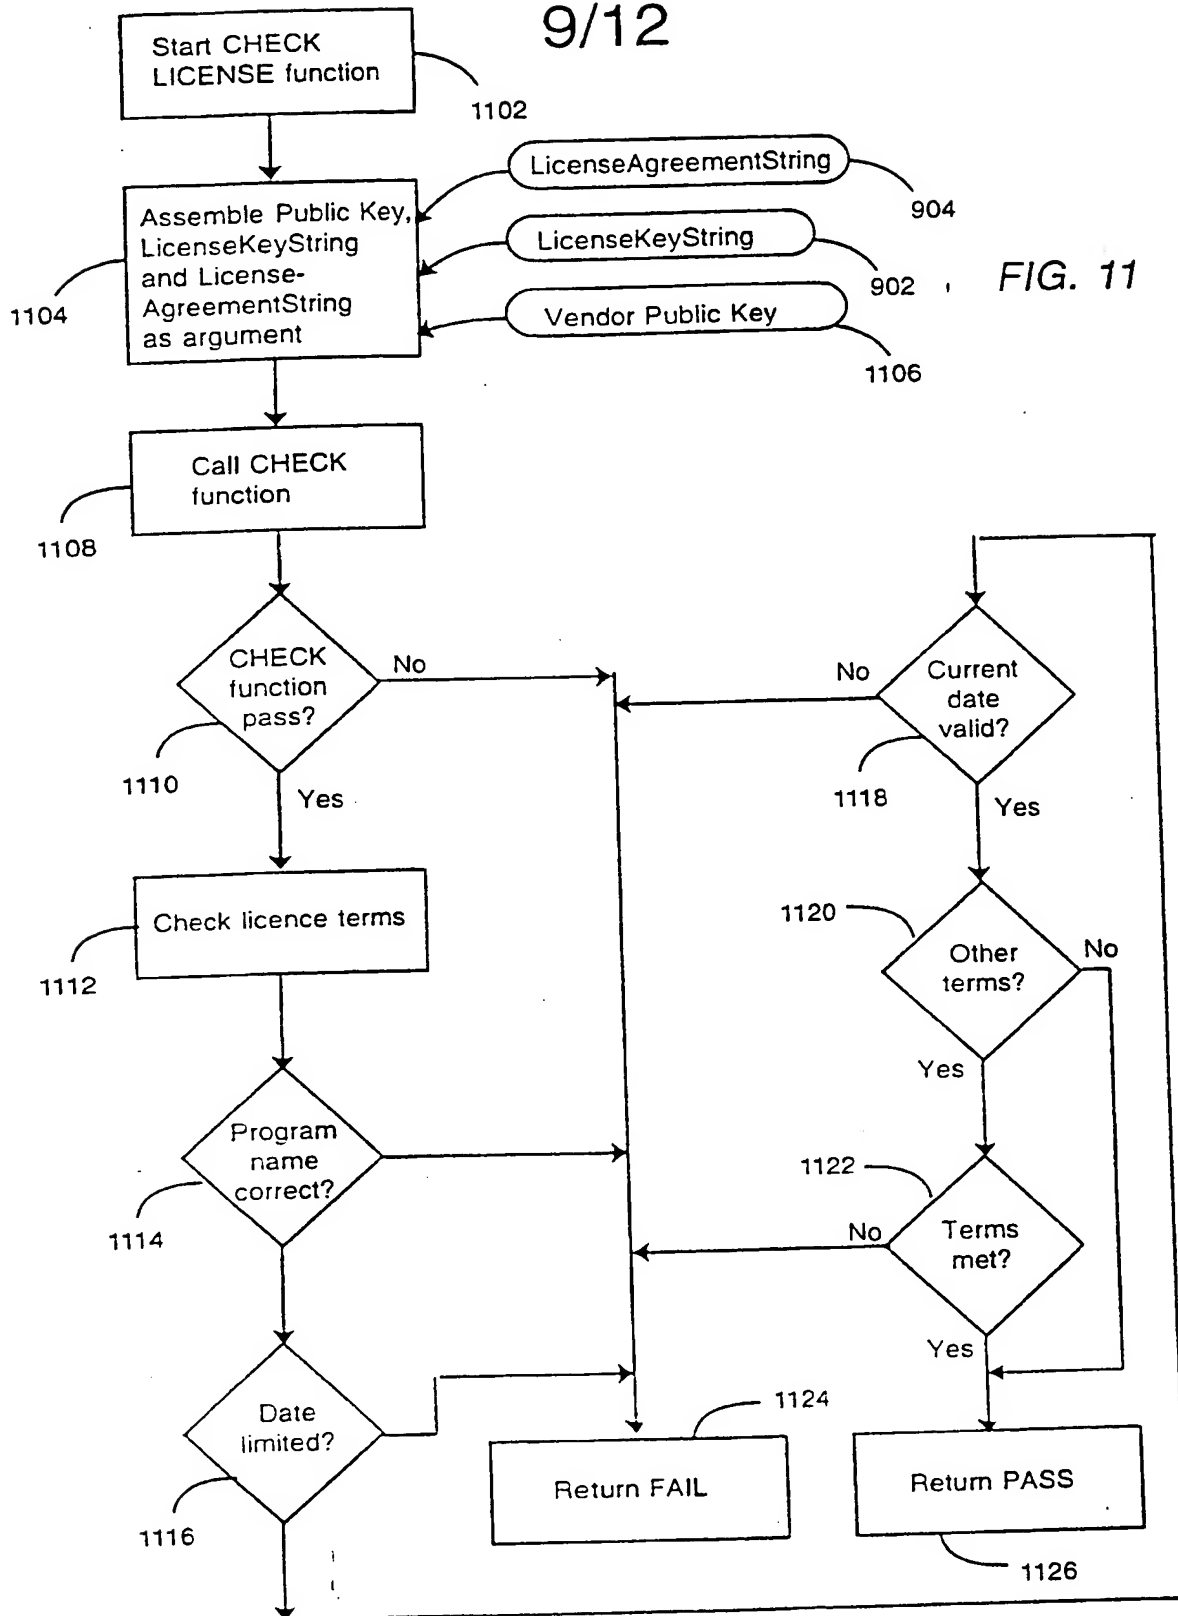 9/12
Start CHECK
LICENSE function
1102
LicenseAgreementString
904
Assemble Public Key,
LicenseKeyString
and License-
AgreementString
as argument
1104
LicenseKeyString
902
FIG. 11
Vendor Public Key
1106
Call CHECK
function
1108
CHECK
function
pass?
No
1110
Yes
No
Current
date
valid?
1118
Yes
Check licence terms
1112
1120
Other
terms?
No
Yes
Program
name
correct?
1114
1122
No
Terms
met?
Yes
Date
limited?
1116
1124
Return FAIL
Return PASS
1126